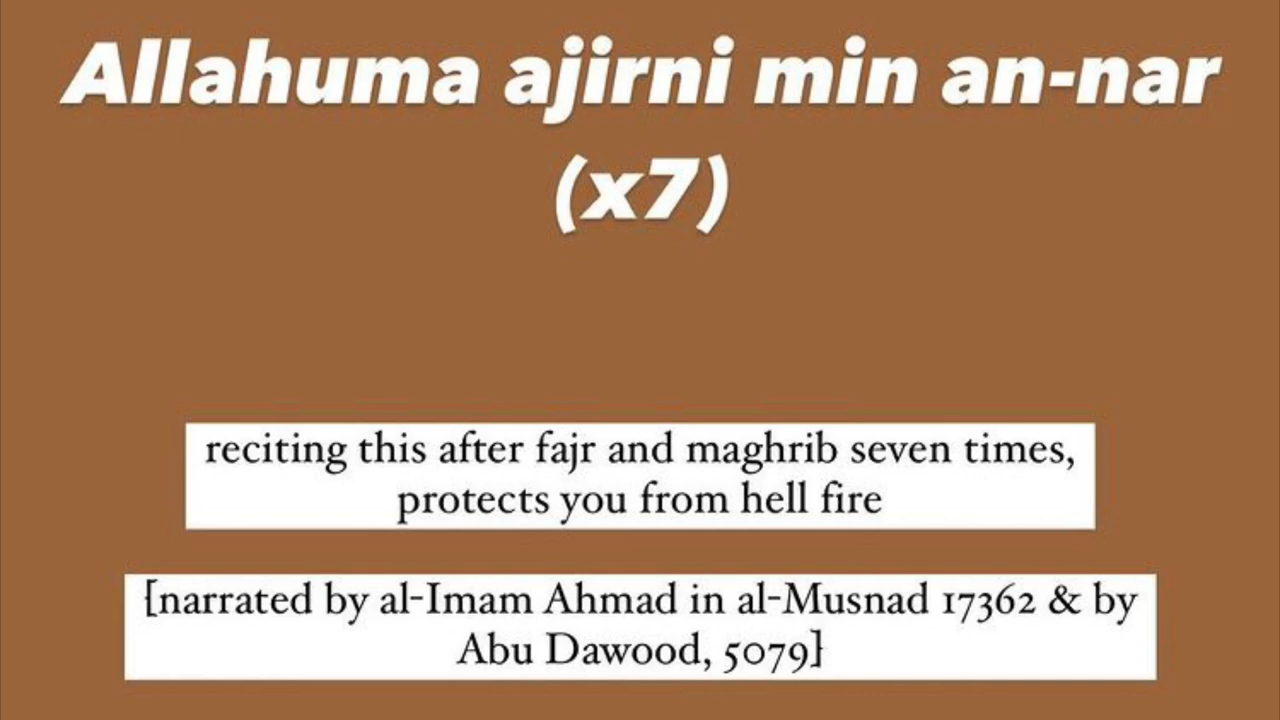 Allahuma ajirni min an-nar
(x7)
reciting this after fajr and maghrib seven times,
protects you from hell fire
[narrated by al-Imam Ahmad in al-Musnad 17362 & by
Abu Dawood, 5079]